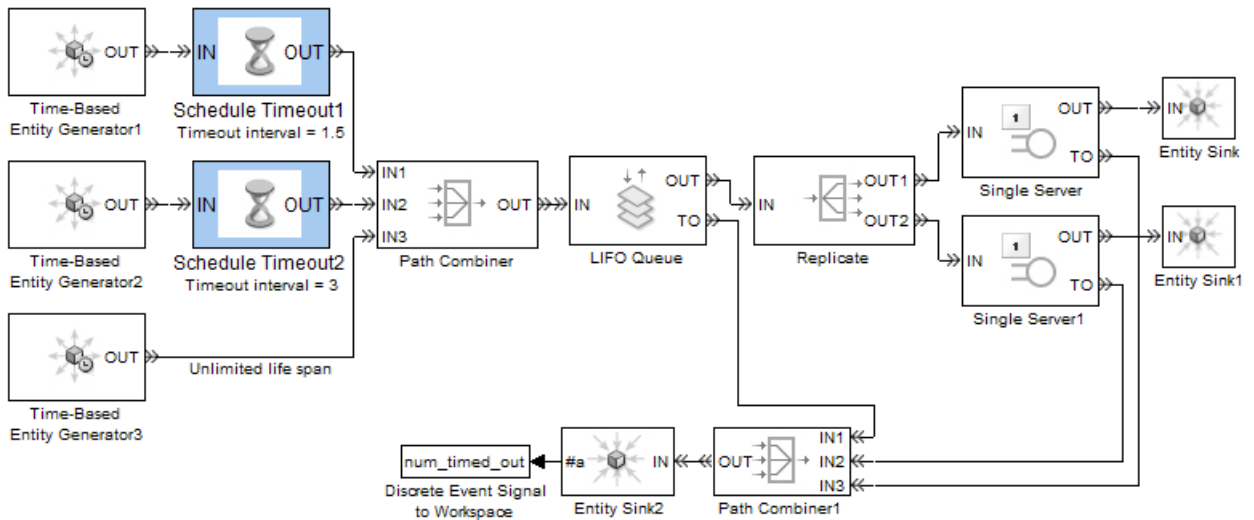 OUT
Time-Based
Entity Generator1
IN
OUT
Schedule Timeout1
Timeout interval = 1.5
OUT
Time-Based
Entity Generator2
IN
OUT
Schedule Timeout2
Timeout interval = 3
OUT
Time-Based
Entity Generator3
Unlimited life span
IN1
IN2
IN3
OUT
Path Combiner
IN
OUT
TO
LIFO Queue
IN
OUT1
OUT2
Replicate
IN
1
OUT
TO
Single Server
IN
Entity Sink
IN
1
OUT
TO
Single Server1
IN
Entity Sink1
num_timed_out
Discrete Event Signal
to Workspace
#a
IN
Entity Sink2
OUT
IN1
IN2
IN3
Path Combiner1